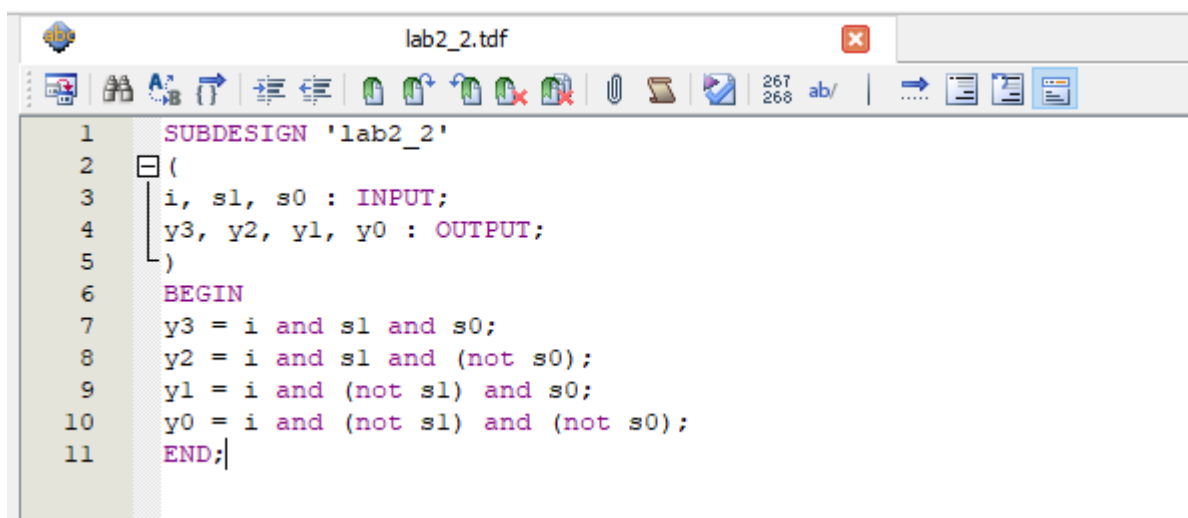 lab2_2.tdf
267
268
ab/
1 SUBDESIGN 'lab2_2'
2 (
3 i, s1, s0 : INPUT;
4 y3, y2, y1, y0 : OUTPUT;
5 )
6 BEGIN
7 y3 = i and s1 and s0;
8 y2 = i and s1 and (not s0);
9 y1 = i and (not s1) and s0;
10 y0 = i and (not s1) and (not s0);
11 END;